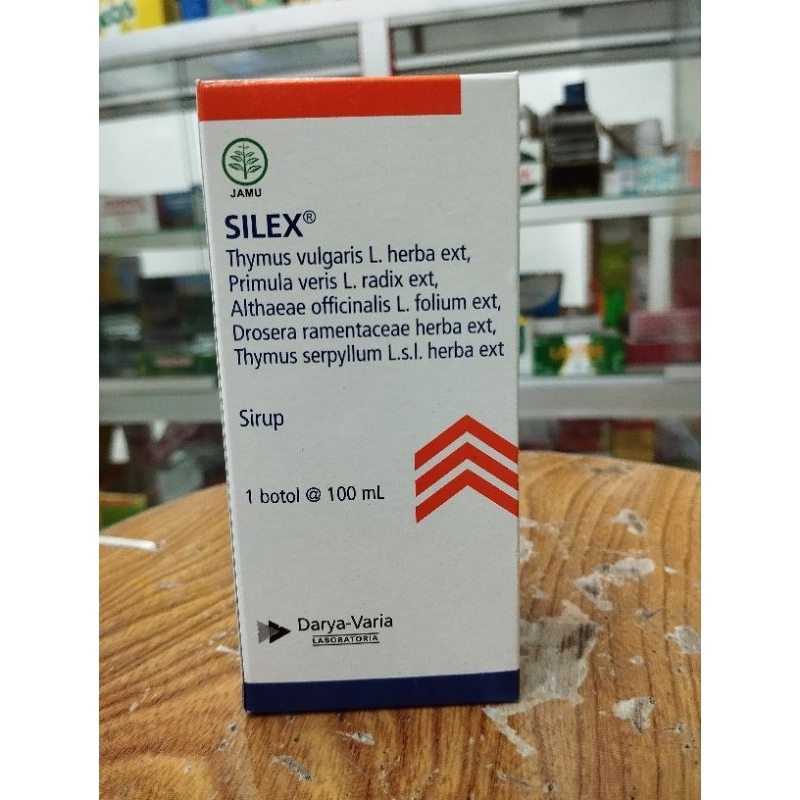 JAMU
SILEX®
Thymus vulgaris L. herba ext,
Primula veris L. radix ext,
Althaeae officinalis L. folium ext,
Drosera ramentaceae herba ext,
Thymus serpyllum L.s.l. herba ext
Sirup
1 botol @ 100 mL
Darya-Varia
LABORATORIA